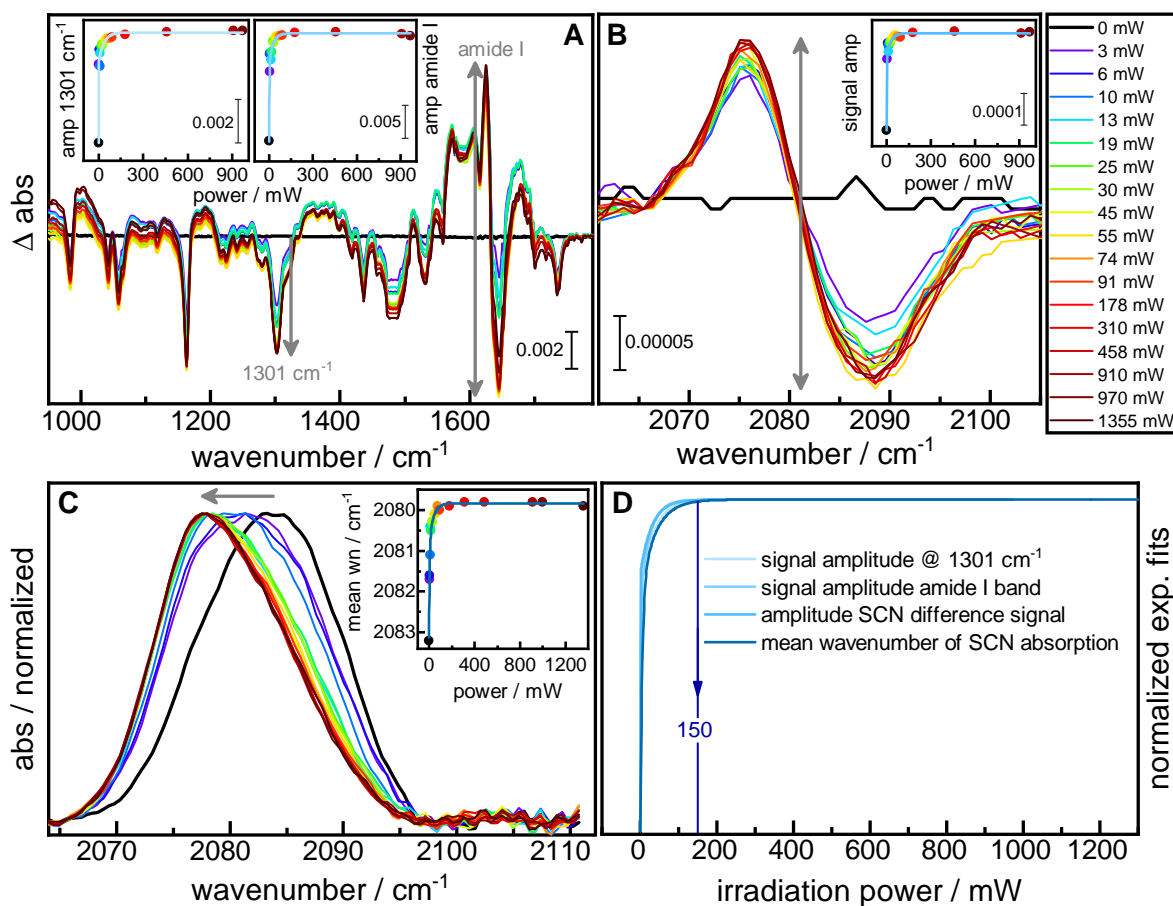 A
amp 1301 cm⁻¹
0.002
0 300 600 900
power / mW
amp amide I
0.005
0 300 600 900
power / mW
amide I
1301 cm⁻¹
0.002
Δ abs
1000 1200 1400 1600
wavenumber / cm⁻¹
B
signal amp
0.0001
0 300 600 900
power / mW
0.00005
2070 2080 2090 2100
wavenumber / cm⁻¹
0 mW
3 mW
6 mW
10 mW
13 mW
19 mW
25 mW
30 mW
45 mW
55 mW
74 mW
91 mW
178 mW
310 mW
458 mW
910 mW
970 mW
1355 mW
C
mean wn / cm⁻¹
2080
2081
2082
2083
0 400 800 1200
power / mW
abs / normalized
2070 2080 2090 2100 2110
wavenumber / cm⁻¹
D
signal amplitude @ 1301 cm⁻¹
signal amplitude amide I band
amplitude SCN difference signal
mean wavenumber of SCN absorption
150
normalized exp. fits
0 200 400 600 800 1000 1200
irradiation power / mW